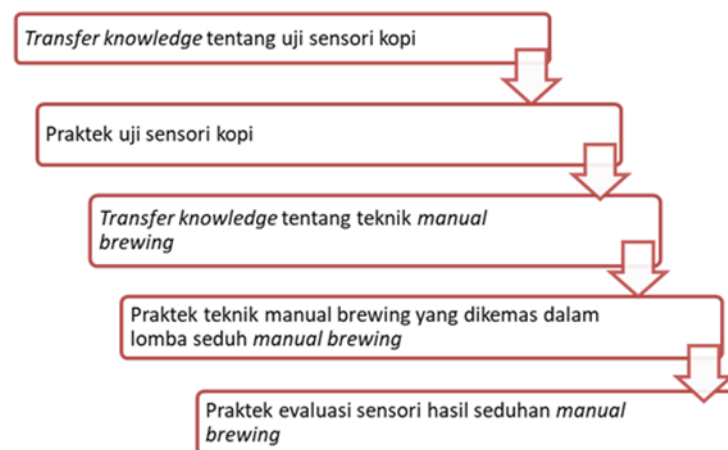 Transfer knowledge tentang uji sensori kopi
Praktek uji sensori kopi
Transfer knowledge tentang teknik manual
brewing
Praktek teknik manual brewing yang dikemas dalam
lomba seduh manual brewing
Praktek evaluasi sensori hasil seduhan manual
brewing